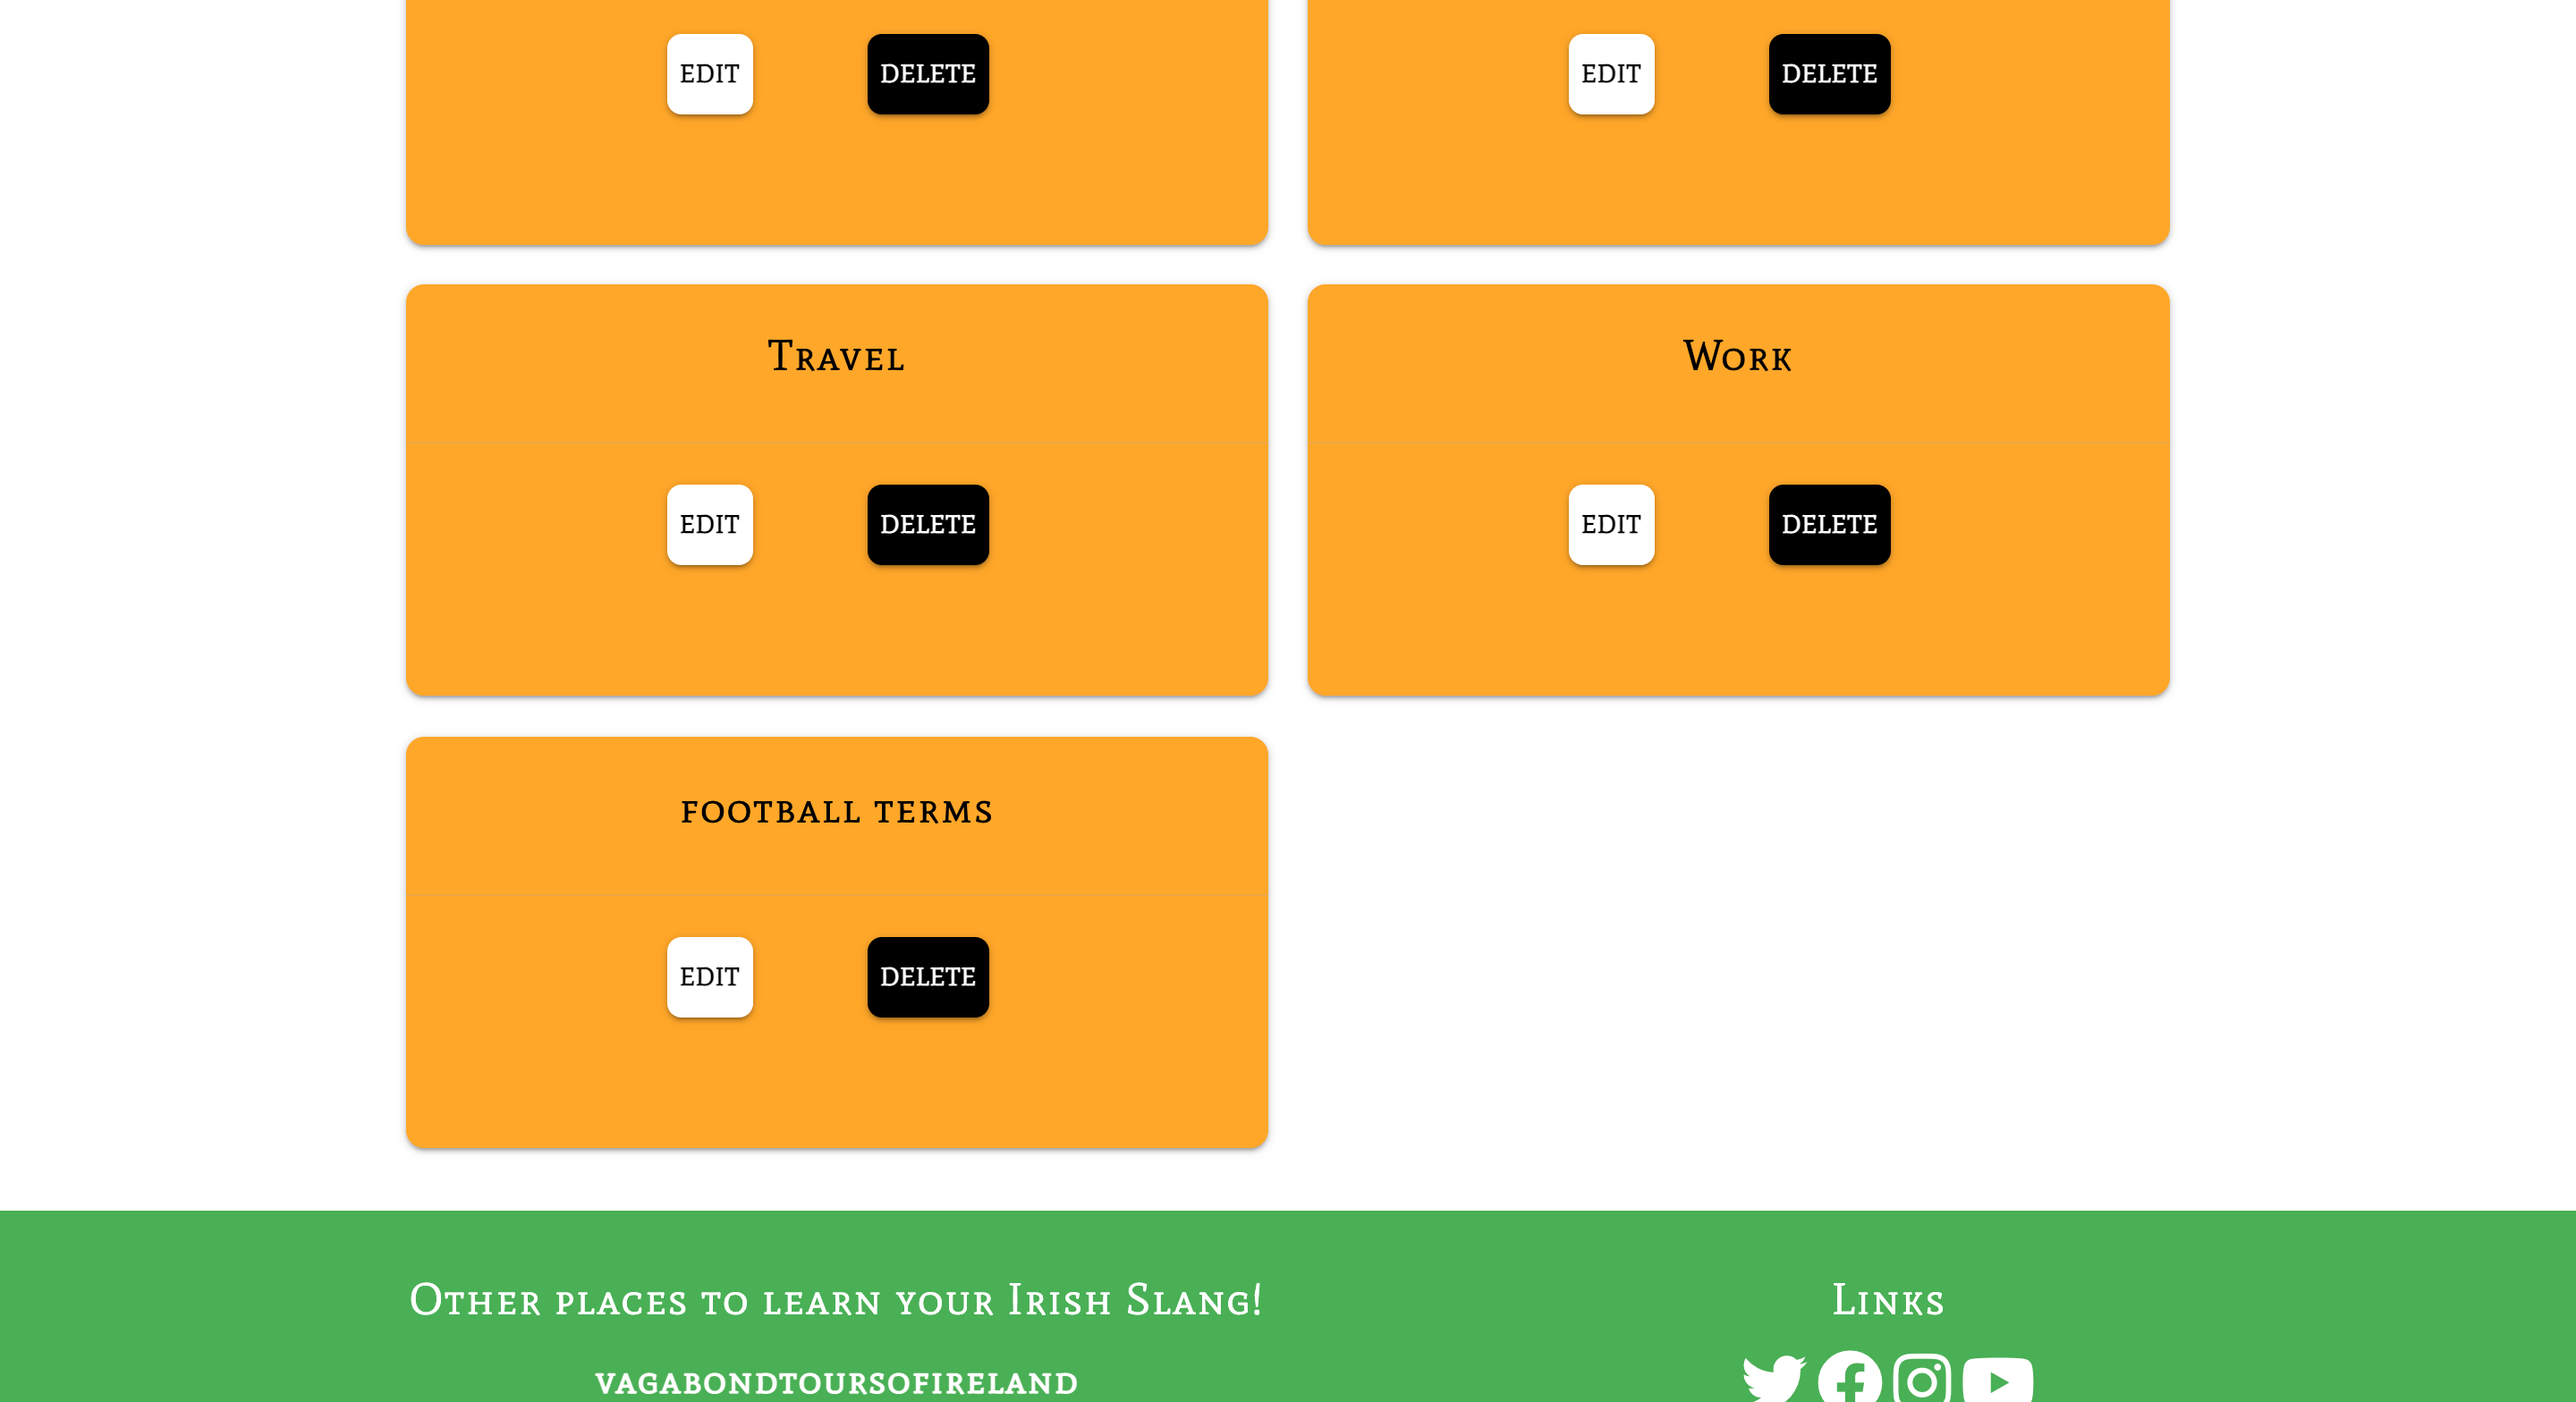 EDIT DELETE EDIT DELETE
Travel Work
EDIT DELETE EDIT DELETE
football terms
EDIT DELETE
Other places to learn your Irish Slang! Links
vagabondtoursofireland